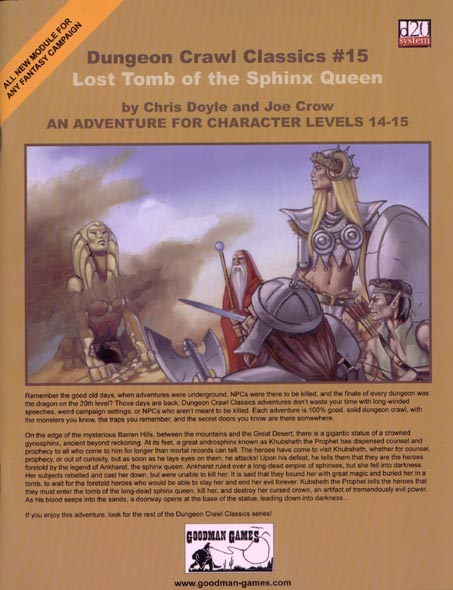 ALL NEW MODULE FOR
ANY FANTASY CAMPAIGN
d20
system
Dungeon Crawl Classics #15
Lost Tomb of the Sphinx Queen
by Chris Doyle and Joe Crow
AN ADVENTURE FOR CHARACTER LEVELS 14-15
Remember the good old days, when adventures were underground, NPCs were there to be killed, and the finale of every dungeon was
the dragon on the 20th level? Those days are back. Dungeon Crawl Classics adventures don't waste your time with long-winded
speeches, weird campaign settings, or NPCs who aren't meant to be killed. Each adventure is 100% good, solid dungeon crawl, with
the monsters you know, the traps you remember, and the secret doors you know are there somewhere.
On the edge of the mysterious Barren Hills, between the mountains and the Great Desert, there is a gigantic statue of a crowned
gynosphinx, ancient beyond reckoning. At its feet, a great androsphinx known as Khubsheth the Prophet has dispensed counsel and
prophecy to all who come to him for longer than mortal records can tell. The heroes have come to visit Khubsheth, whether for counsel,
prophecy, or out of curiosity, but as soon as he lays eyes on them, he attacks! Upon his defeat, he tells them that they are the heroes
foretold by the legend of Ankharet, the sphinx queen. Ankharet ruled over a long-dead empire of sphinxes, but she fell into darkness.
Her subjects rebelled and cast her down, but were unable to kill her. It is said that they bound her with great magic and buried her in a
tomb, to wait for the foretold heroes who would be able to slay her and end her evil forever. Kubsheth the Prophet tells the heroes that
they must enter the tomb of the long-dead sphinx queen, kill her, and destroy her cursed crown, an artifact of tremendously evil power.
As his blood seeps into the sands, a doorway opens at the base of the statue, leading down into darkness...
If you enjoy this adventure, look for the rest of the Dungeon Crawl Classics series!
GOODMAN GAMES
www.goodman-games.com